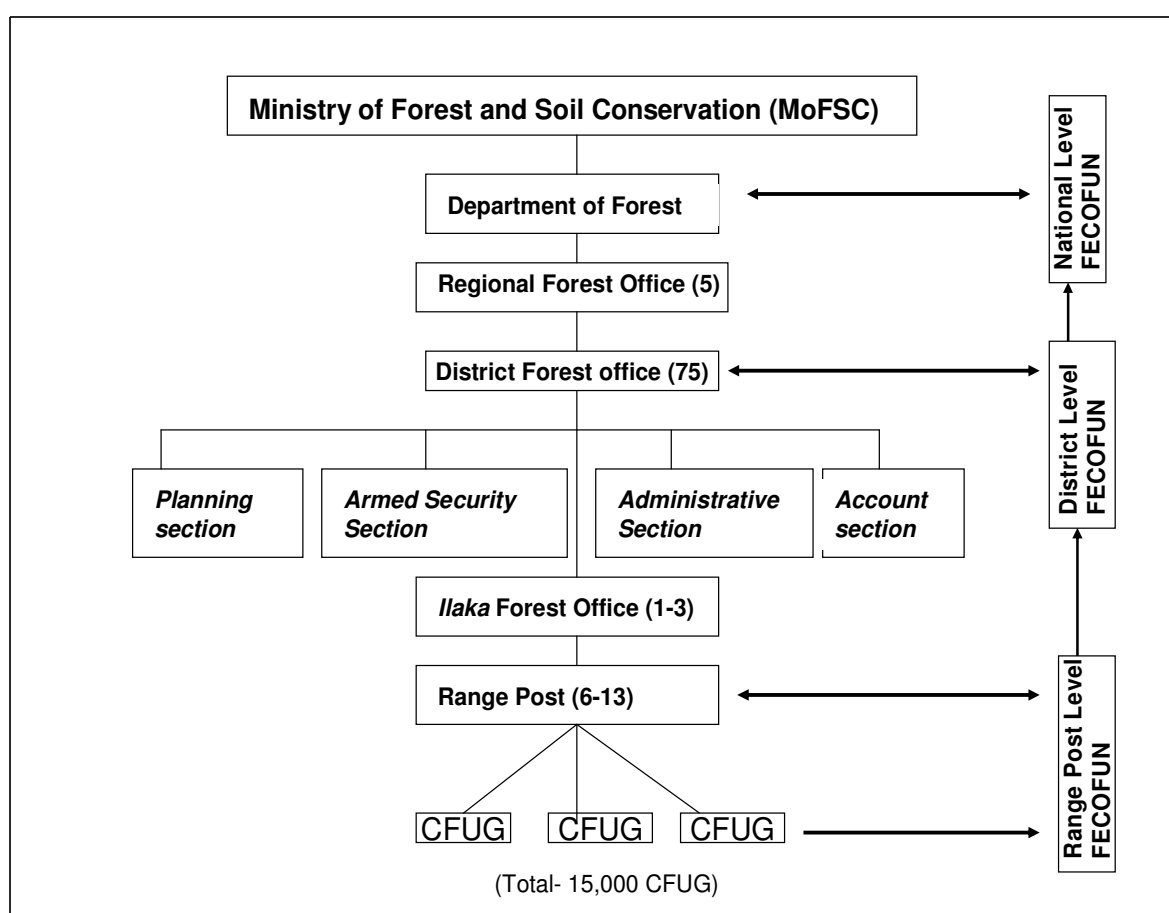 Ministry of Forest and Soil Conservation (MoFSC)
Department of Forest
Regional Forest Office (5)
District Forest office (75)
Planning
section
Armed Security
Section
Administrative
Section
Account
section
Ilaka Forest Office (1-3)
Range Post (6-13)
CFUG
CFUG
CFUG
(Total- 15,000 CFUG)
National Level
FECOFUN
District Level
FECOFUN
Range Post Level
FECOFUN